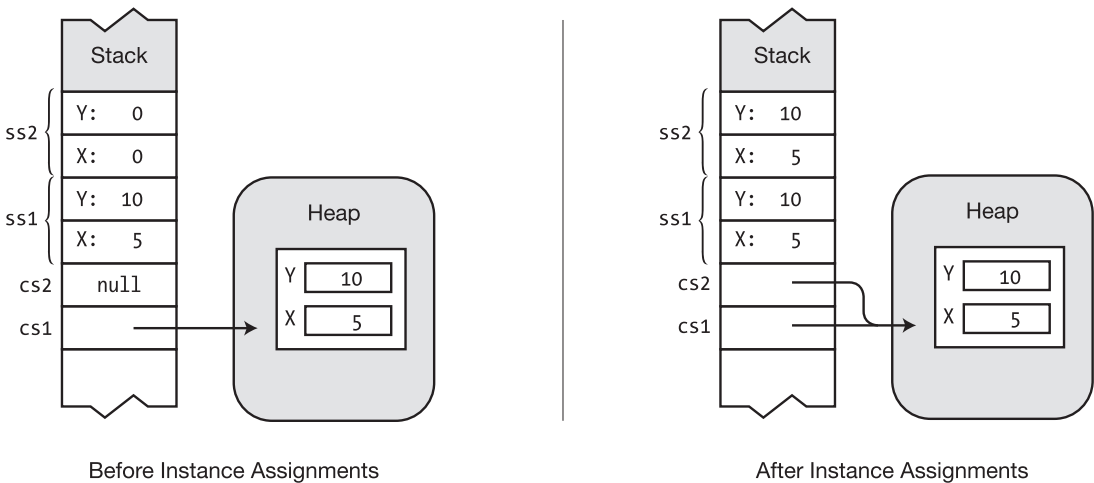 Stack
ss2
Y: 0
X: 0
ss1
Y: 10
X: 5
cs2
null
cs1
Heap
Y 10
X 5
Before Instance Assignments
Stack
ss2
Y: 10
X: 5
ss1
Y: 10
X: 5
cs2
cs1
Heap
Y 10
X 5
After Instance Assignments